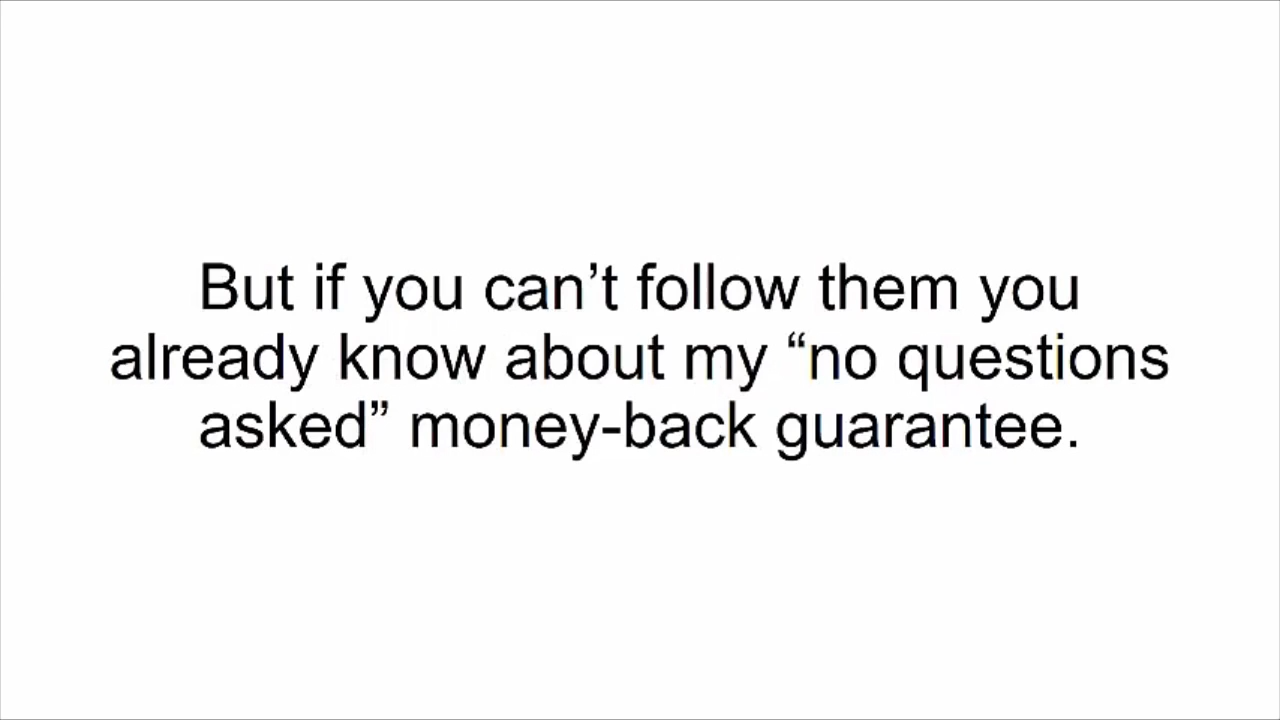 But if you can’t follow them you
already know about my “no questions
asked” money-back guarantee.